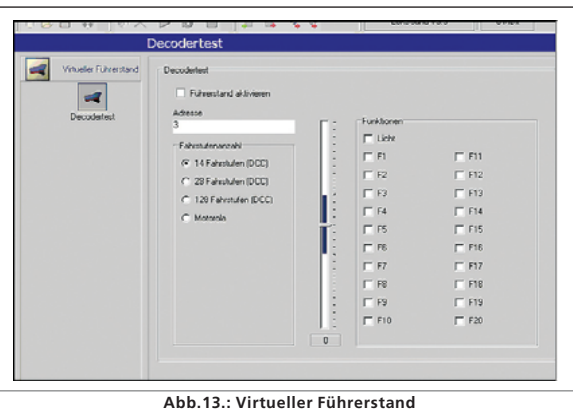 Decodertest
Virtueller Führerstand
Decodertest
Decodertest
Führerstand aktivieren
Adresse
3
Fahrstufenanzahl
14 Fahrstufen (DCC)
28 Fahrstufen (DCC)
128 Fahrstufen (DCC)
Motorola
0
Funktionen
Licht
F1 F11
F2 F12
F3 F13
F4 F14
F5 F15
F6 F16
F7 F17
F8 F18
F9 F19
F10 F20
Abb.13.: Virtueller Führerstand